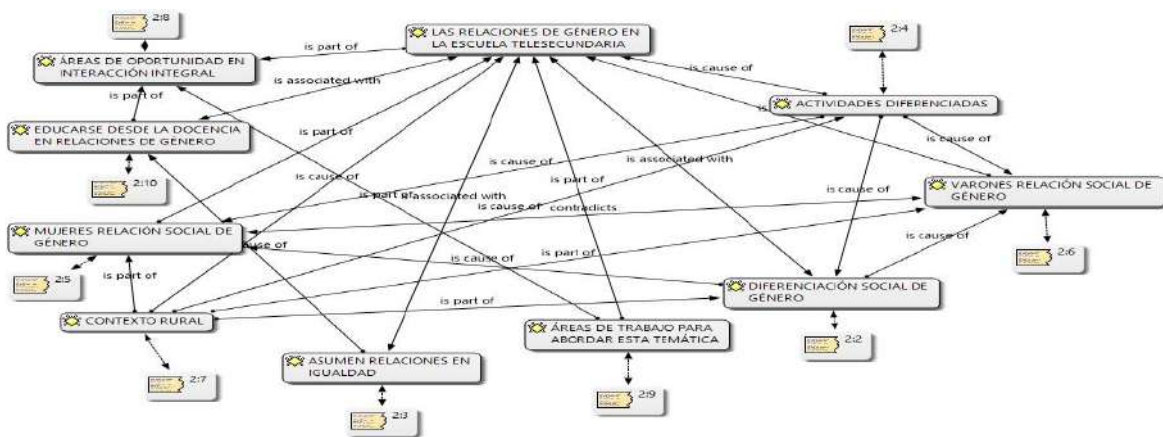 2:8
LAS RELACIONES DE GÉNERO EN
LA ESCUELA TELESECUNDARIA
2:4
is part of
ÁREAS DE OPORTUNIDAD EN
INTERACCIÓN INTEGRAL
is cause of
is associated with
is part of
ACTIVIDADES DIFERENCIADAS
EDUCARSE DESDE LA DOCENCIA
EN RELACIONES DE GÉNERO
is part of
is
is cause of
is cause of
is associated with
2:10
is cause of
is part of
is cause of
VARONES RELACIÓN SOCIAL DE
GÉNERO
is part of
is associated with
is cause of
contradicts
MUJERES RELACIÓN SOCIAL DE
GÉNERO
is cause of
cause of
is part of
2:6
2:5
is part of
DIFERENCIACIÓN SOCIAL DE
GÉNERO
is part of
CONTEXTO RURAL
ÁREAS DE TRABAJO PARA
ABORDAR ESTA TEMÁTICA
2:2
ASUMEN RELACIONES EN
IGUALDAD
2:7
2:9
2:3